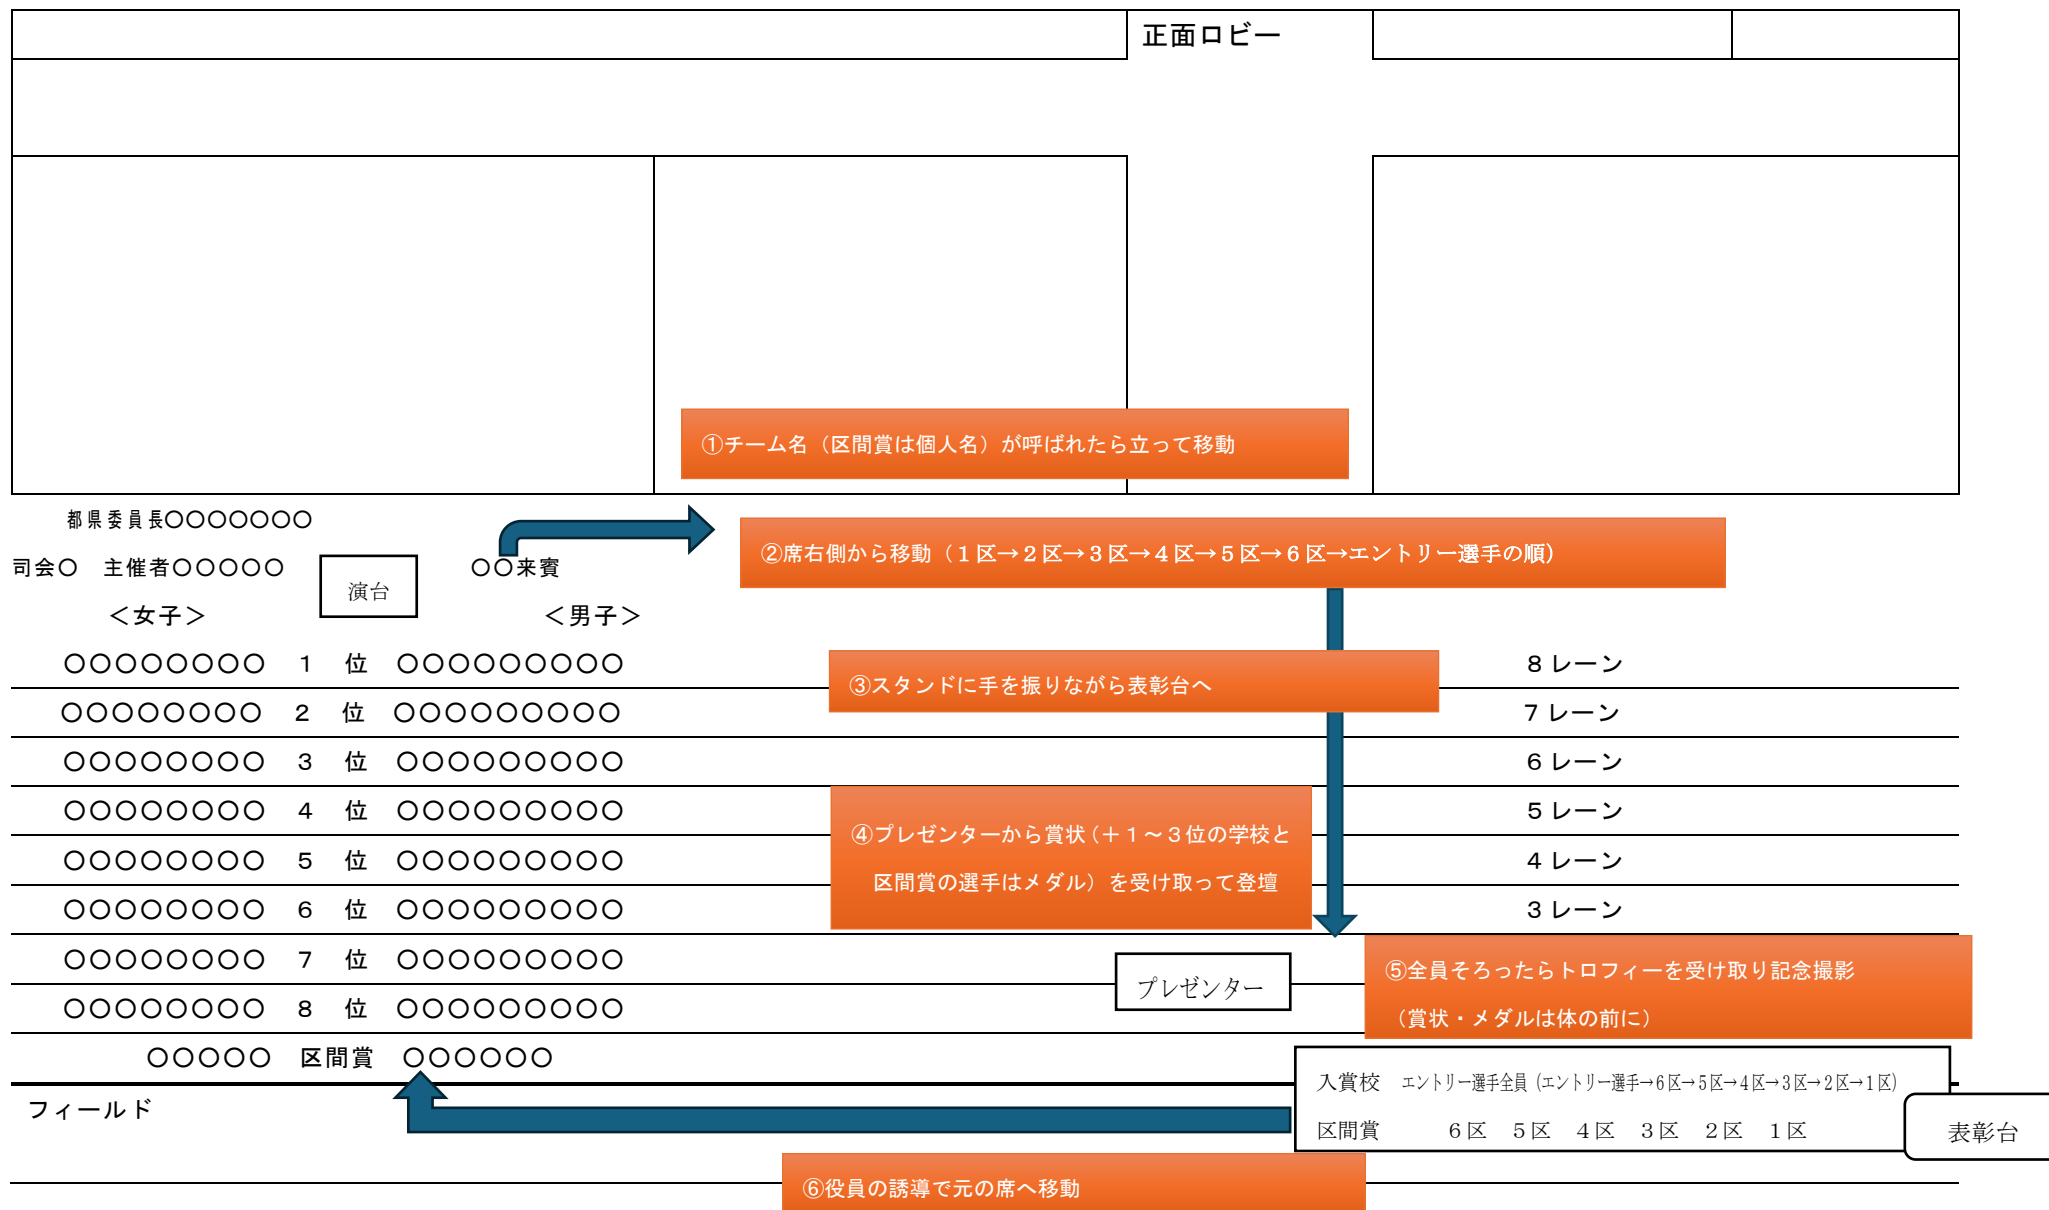 正面ロビー
①チーム名（区間賞は個人名）が呼ばれたら立って移動
都県委員長〇〇〇〇〇〇〇
②席右側から移動（１区→２区→３区→４区→５区→６区→エントリー選手の順）
司会〇　主催者〇〇〇〇〇
演台
〇〇来賓
＜女子＞
＜男子＞
〇〇〇〇〇〇〇〇　1　位　〇〇〇〇〇〇〇〇〇
8レーン
③スタンドに手を振りながら表彰台へ
〇〇〇〇〇〇〇〇　2　位　〇〇〇〇〇〇〇〇〇
7レーン
〇〇〇〇〇〇〇〇　3　位　〇〇〇〇〇〇〇〇〇
6レーン
〇〇〇〇〇〇〇〇　4　位　〇〇〇〇〇〇〇〇〇
5レーン
④プレゼンターから賞状（＋１～３位の学校と
区間賞の選手はメダル）を受け取って登壇
〇〇〇〇〇〇〇〇　5　位　〇〇〇〇〇〇〇〇〇
4レーン
〇〇〇〇〇〇〇〇　6　位　〇〇〇〇〇〇〇〇〇
3レーン
〇〇〇〇〇〇〇〇　7　位　〇〇〇〇〇〇〇〇〇
プレゼンター
⑤全員そろったらトロフィーを受け取り記念撮影
（賞状・メダルは体の前に）
〇〇〇〇〇〇〇〇　8　位　〇〇〇〇〇〇〇〇〇
〇〇〇〇〇　区間賞　〇〇〇〇〇〇
入賞校　エントリー選手全員（エントリー選手→6区→5区→4区→3区→2区→1区）
フィールド
区間賞　6区　5区　4区　3区　2区　1区
表彰台
⑥役員の誘導で元の席へ移動